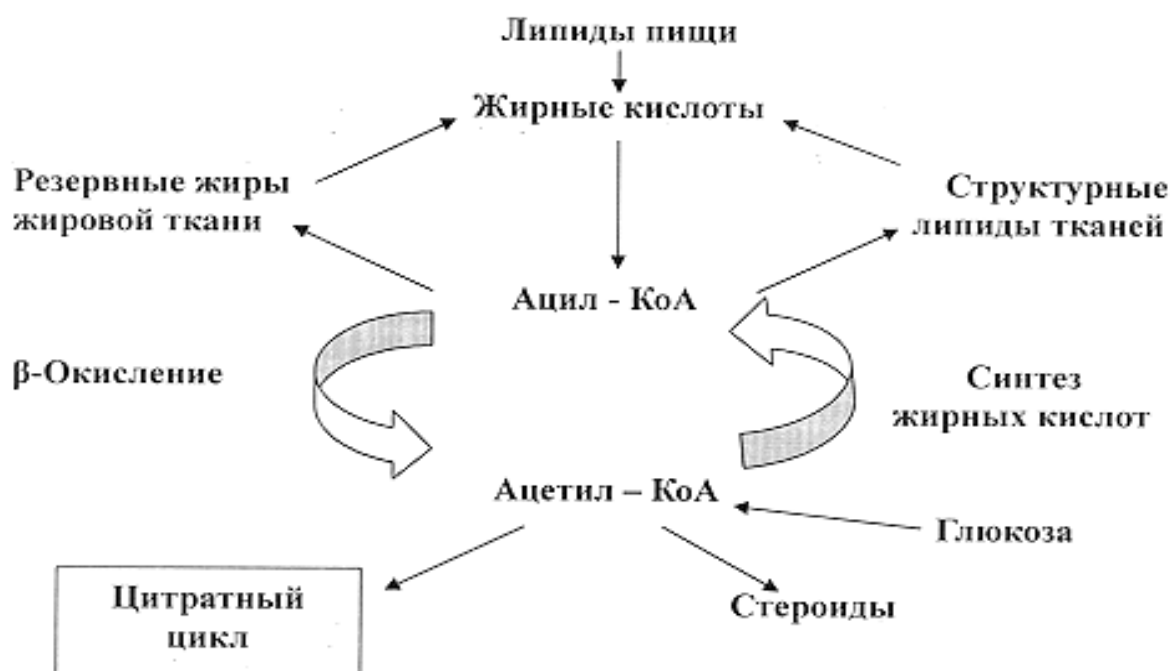 Липиды пищи
Жирные кислоты
Резервные жиры
жировой ткани
Структурные
липиды тканей
Ацил - КоА
β-Окисление
Синтез
жирных кислот
Ацетил – КоА
Глюкоза
Цитратный
цикл
Стероиды